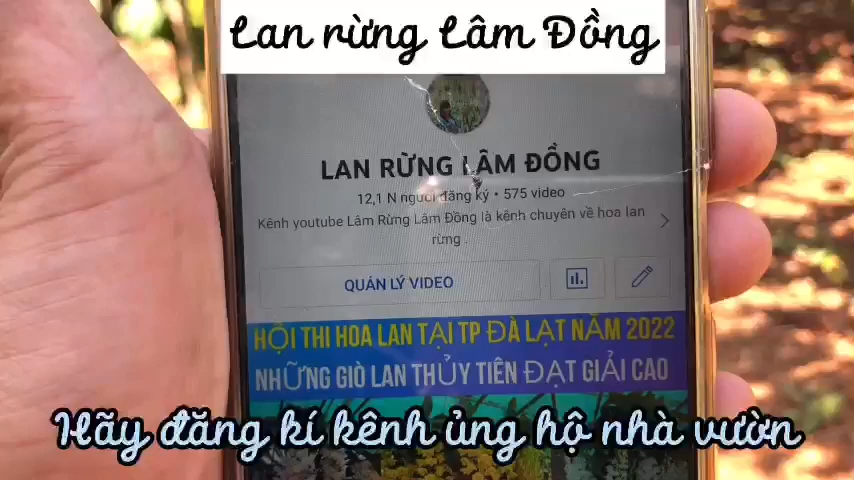 Lan rừng Lâm Đồng
LAN RỪNG LÂM ĐỒNG
12,1 N người đăng ký • 575 video
Kênh youtube Lâm Rừng Lâm Đồng là kênh chuyên về hoa lan
rừng .
QUẢN LÝ VIDEO
HỘI THI HOA LAN TẠI TP ĐÀ LẠT NĂM 2022
NHỮNG GIÒ LAN THỦY TIÊN ĐẠT GIẢI CAO
Hãy đăng kí kênh ủng hộ nhà vườn